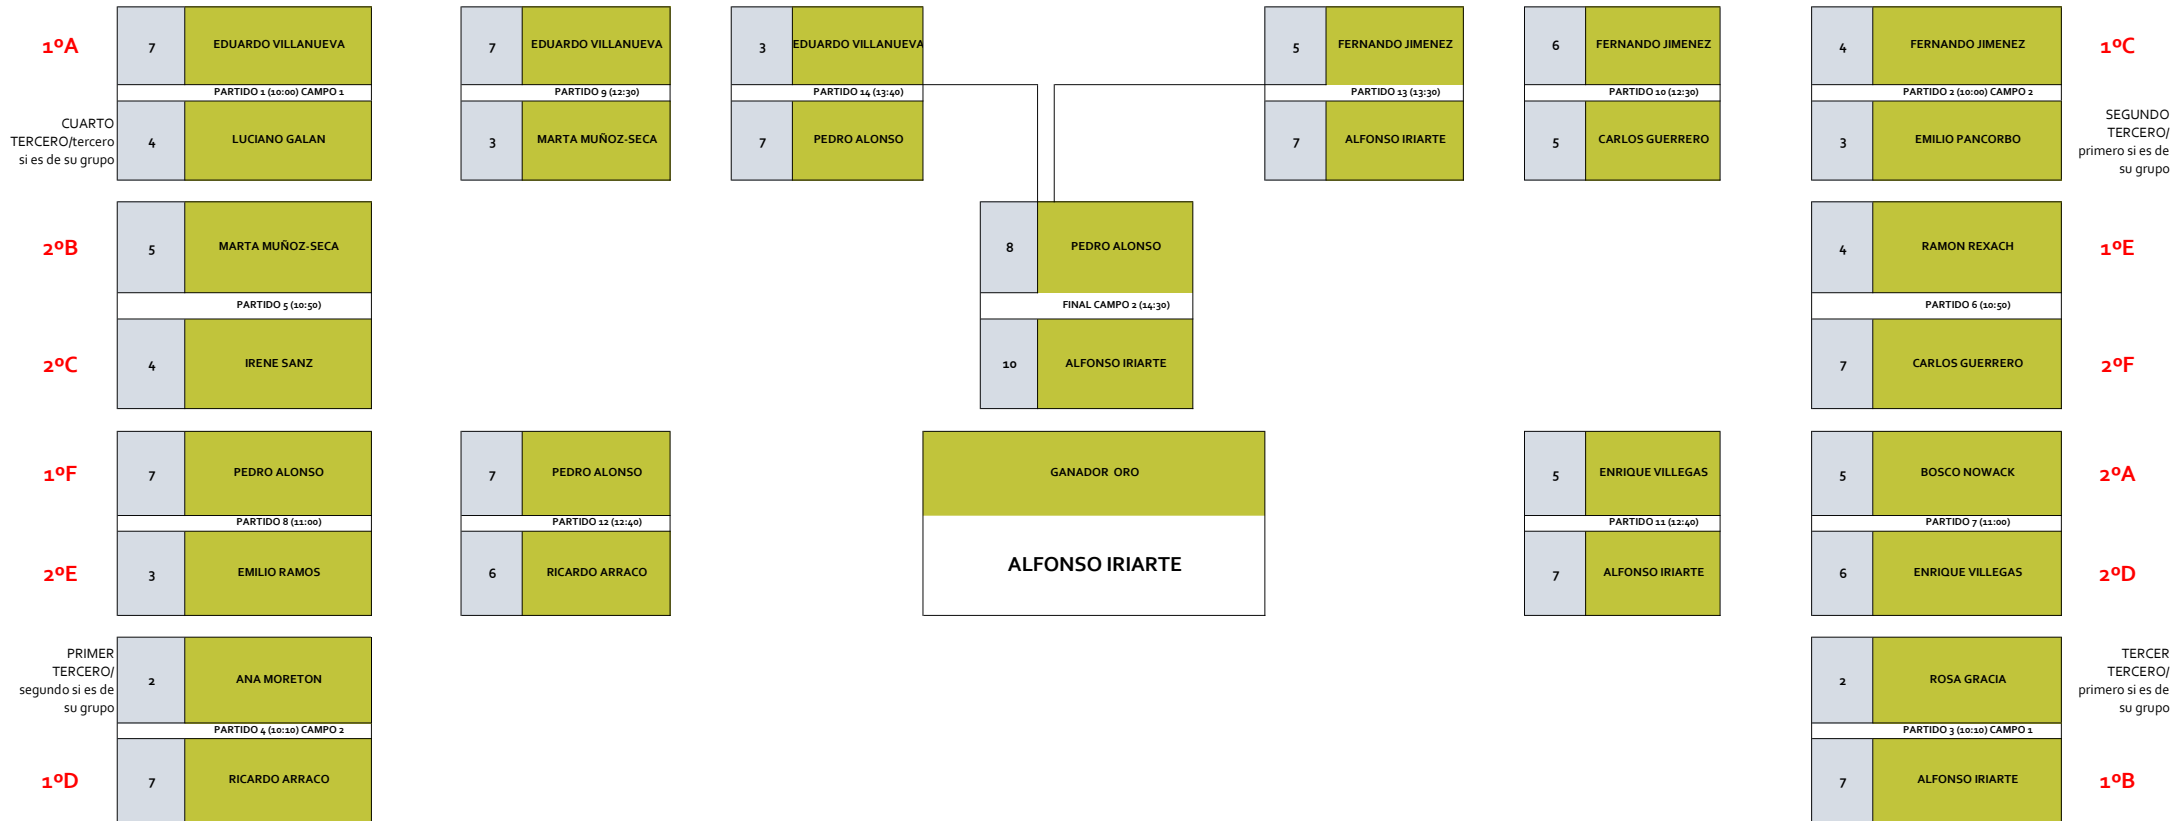 1ºA
7
EDUARDO VILLANUEVA
PARTIDO 1 (10:00) CAMPO 1
CUARTO
TERCERO/tercero
si es de su grupo
4
LUCIANO GALAN
7
EDUARDO VILLANUEVA
PARTIDO 9 (12:30)
3
MARTA MUÑOZ-SECA
3
EDUARDO VILLANUEVA
PARTIDO 14 (13:40)
7
PEDRO ALONSO
5
FERNANDO JIMENEZ
PARTIDO 13 (13:30)
7
ALFONSO IRIARTE
6
FERNANDO JIMENEZ
PARTIDO 10 (12:30)
5
CARLOS GUERRERO
4
FERNANDO JIMENEZ
1ºC
PARTIDO 2 (10:00) CAMPO 2
3
EMILIO PANCORBO
SEGUNDO
TERCERO/
primero si es de
su grupo
2ºB
5
MARTA MUÑOZ-SECA
PARTIDO 5 (10:50)
2ºC
4
IRENE SANZ
8
PEDRO ALONSO
FINAL CAMPO 2 (14:30)
10
ALFONSO IRIARTE
4
RAMON REXACH
1ºE
PARTIDO 6 (10:50)
7
CARLOS GUERRERO
2ºF
1ºF
7
PEDRO ALONSO
PARTIDO 8 (11:00)
2ºE
3
EMILIO RAMOS
7
PEDRO ALONSO
PARTIDO 12 (12:40)
6
RICARDO ARRACO
GANADOR ORO
ALFONSO IRIARTE
5
ENRIQUE VILLEGAS
PARTIDO 11 (12:40)
7
ALFONSO IRIARTE
5
BOSCO NOWACK
2ºA
PARTIDO 7 (11:00)
6
ENRIQUE VILLEGAS
2ºD
PRIMER
TERCERO/
segundo si es de
su grupo
2
ANA MORETON
PARTIDO 4 (10:10) CAMPO 2
1ºD
7
RICARDO ARRACO
2
ROSA GRACIA
TERCER
TERCERO/
primero si es de
su grupo
PARTIDO 3 (10:10) CAMPO 1
7
ALFONSO IRIARTE
1ºB